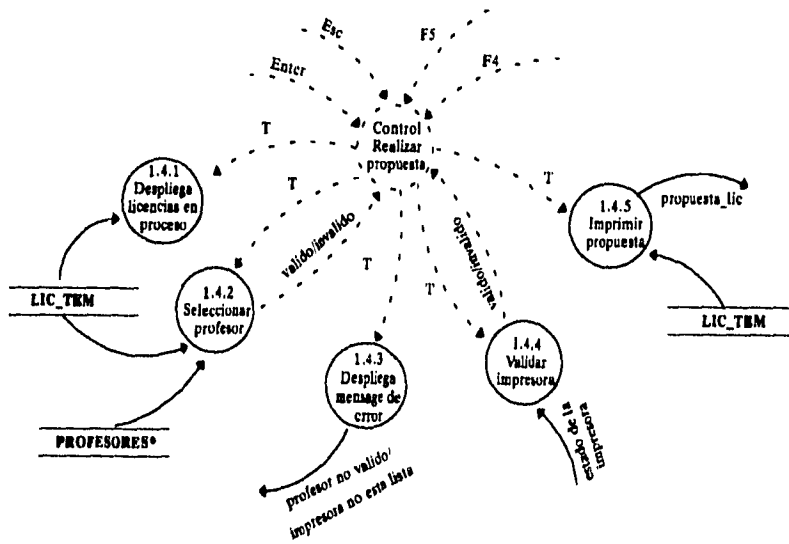 Esc
F5
Enter
F4
Control
Realizar
propuesta
T
T
T
T
T
1.4.1
Despliega
licencias en
proceso
valido/invalido
valido/invalido
1.4.5
Imprimir
propuesta
propuesta_lic
LIC_TEM
1.4.2
Seleccionar
profesor
LIC_TEM
1.4.3
Despliega
mensage de
error
1.4.4
Validar
impresora
PROFESORES*
estado de la
impresora
profesor no valido/
impresora no esta lista